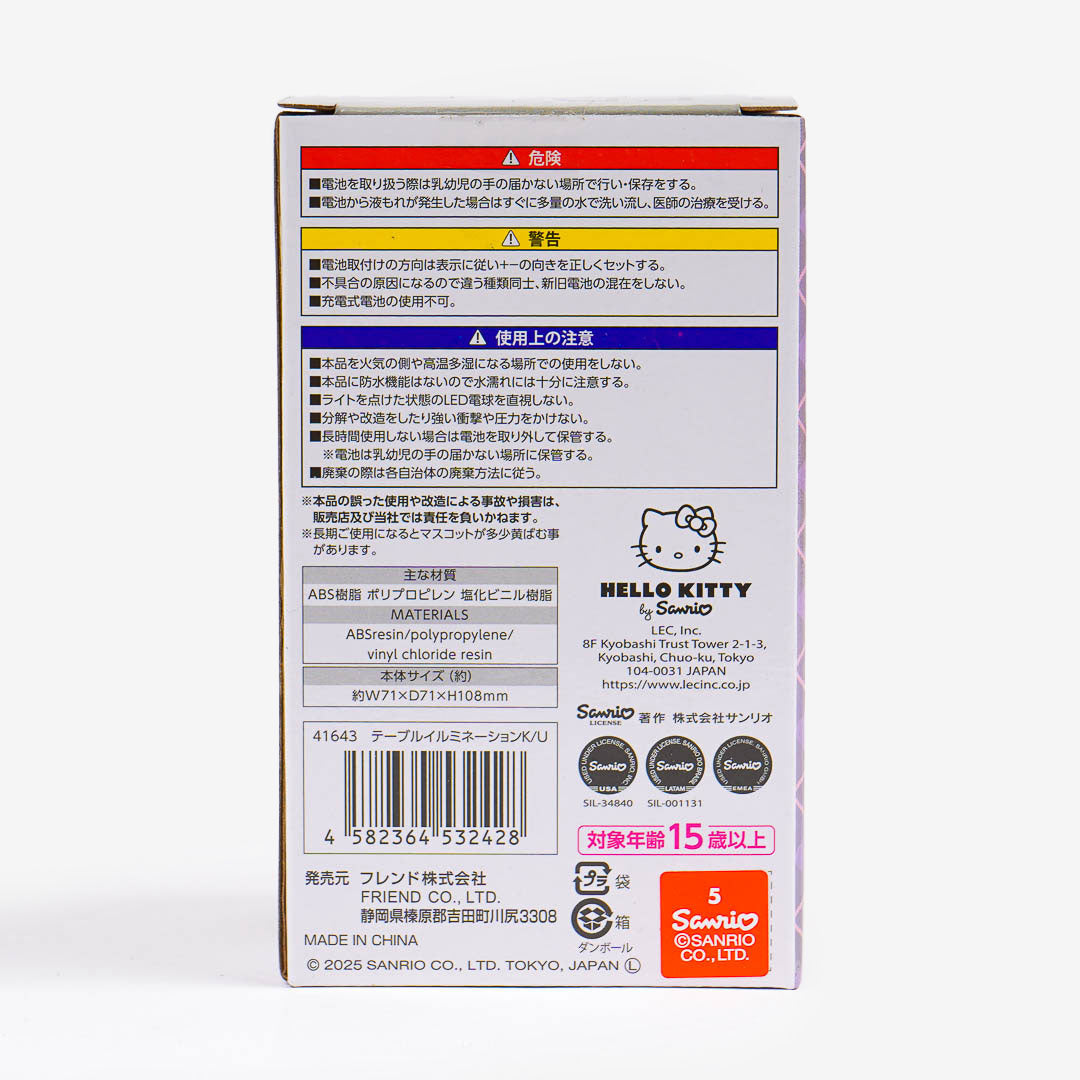 ⚠ 危険
■電池を取り扱う際は乳幼児の手の届かない場所で行い・保存をする。
■電池から液もれが発生した場合はすぐに多量の水で洗い流し、医師の治療を受ける。
⚠ 警告
■電池取付けの方向は表示に従い+−の向きを正しくセットする。
■不具合の原因になるので違う種類同士、新旧電池の混在をしない。
■充電式電池の使用不可。
⚠ 使用上の注意
■本品を火気の側や高温多湿になる場所での使用をしない。
■本品に防水機能はないので水濡れには十分に注意する。
■ライトを点けた状態のLED電球を直視しない。
■分解や改造をしたり強い衝撃や圧力をかけない。
■長時間使用しない場合は電池を取り外して保管する。
※電池は乳幼児の手の届かない場所に保管する。
■廃棄の際は各自治体の廃棄方法に従う。
※本品の誤った使用や改造による事故や損害は、
販売店及び当社では責任を負いかねます。
※長期ご使用になるとマスコットが多少黄ばむ事
があります。
主な材質
ABS樹脂 ポリプロピレン 塩化ビニル樹脂
MATERIALS
ABSresin/polypropylene/
vinyl chloride resin
本体サイズ (約)
約W71×D71×H108mm
HELLO KITTY
by Sanrio
LEC, Inc.
8F Kyobashi Trust Tower 2-1-3,
Kyobashi, Chuo-ku, Tokyo
104-0031 JAPAN
https://www.lecinc.co.jp
Sanrio LICENSE 著作 株式会社サンリオ
USED UNDER LICENSE. SANRIO, INC. Sanrio USA
USED UNDER LICENSE. SANRIO DO BRASIL Sanrio LATAM
USED UNDER LICENSE. SANRIO GMBH Sanrio EMEA
SIL-34840 SIL-001131
41643 テーブルイルミネーションK/U
4 582364 532428
対象年齢15歳以上
発売元 フレンド株式会社
FRIEND CO., LTD.
静岡県榛原郡吉田町川尻3308
MADE IN CHINA
© 2025 SANRIO CO., LTD. TOKYO, JAPAN Ⓛ
プラ 袋
箱
ダンボール
5
Sanrio
©SANRIO
CO.,LTD.